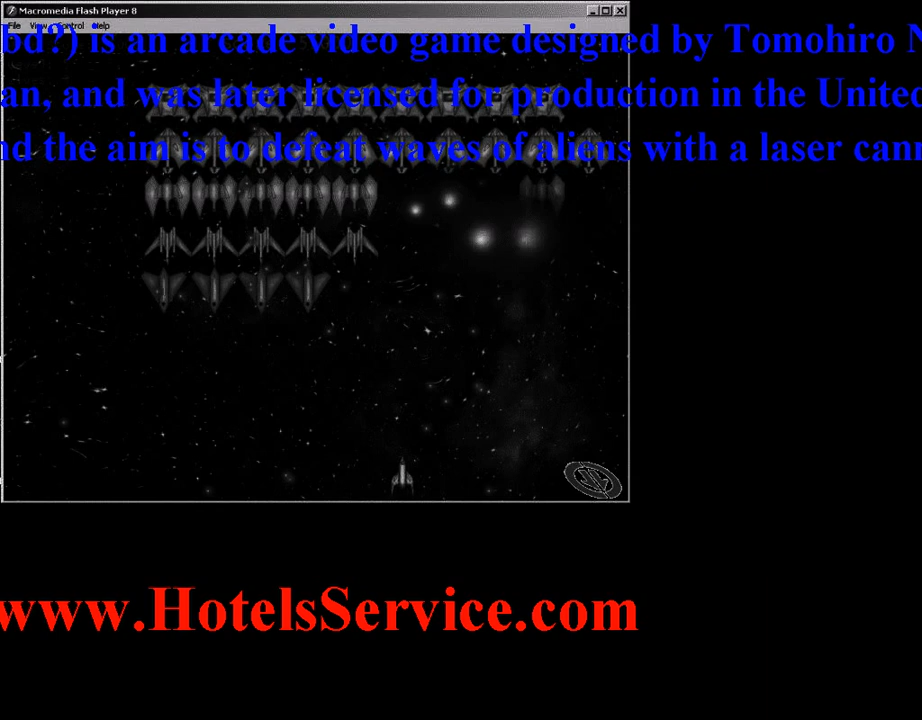 Macromedia Flash Player 8
File View Control Help
bd?) is an arcade video game designed by Tomohiro N
an, and was later licensed for production in the United
nd the aim is to defeat waves of aliens with a laser cann
www.HotelsService.com